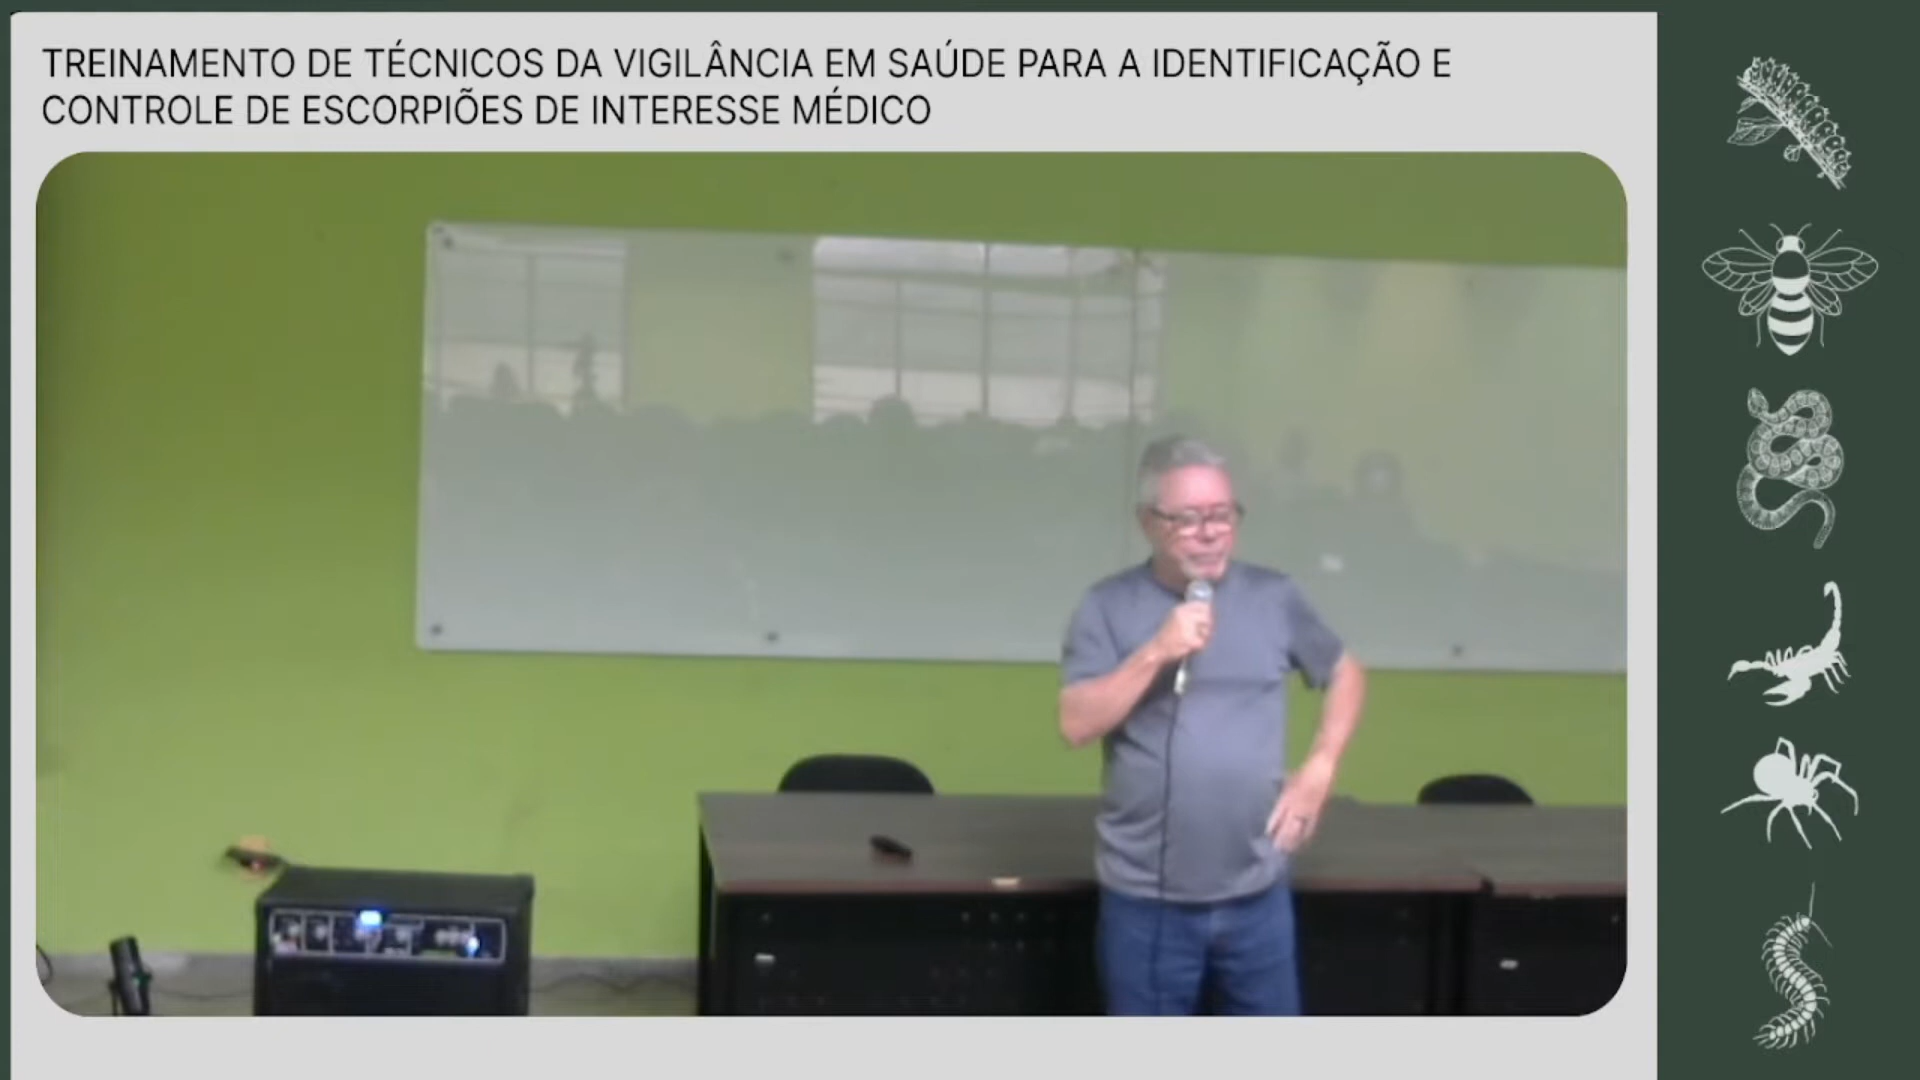 TREINAMENTO DE TÉCNICOS DA VIGILÂNCIA EM SAÚDE PARA A IDENTIFICAÇÃO E
CONTROLE DE ESCORPIÕES DE INTERESSE MÉDICO